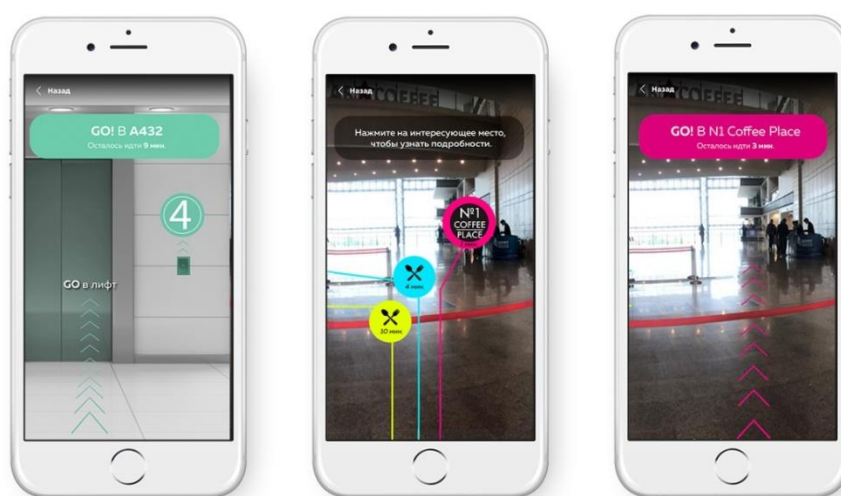 Назад
GO! В А432
Осталось идти 9 мин.
4
GO в лифт
Назад
Нажмите на интересующее место,
чтобы узнать подробности.
№1
COFFEE
PLACE
4 мин.
10 мин.
Назад
GO! В N1 Coffee Place
Осталось идти 3 мин.